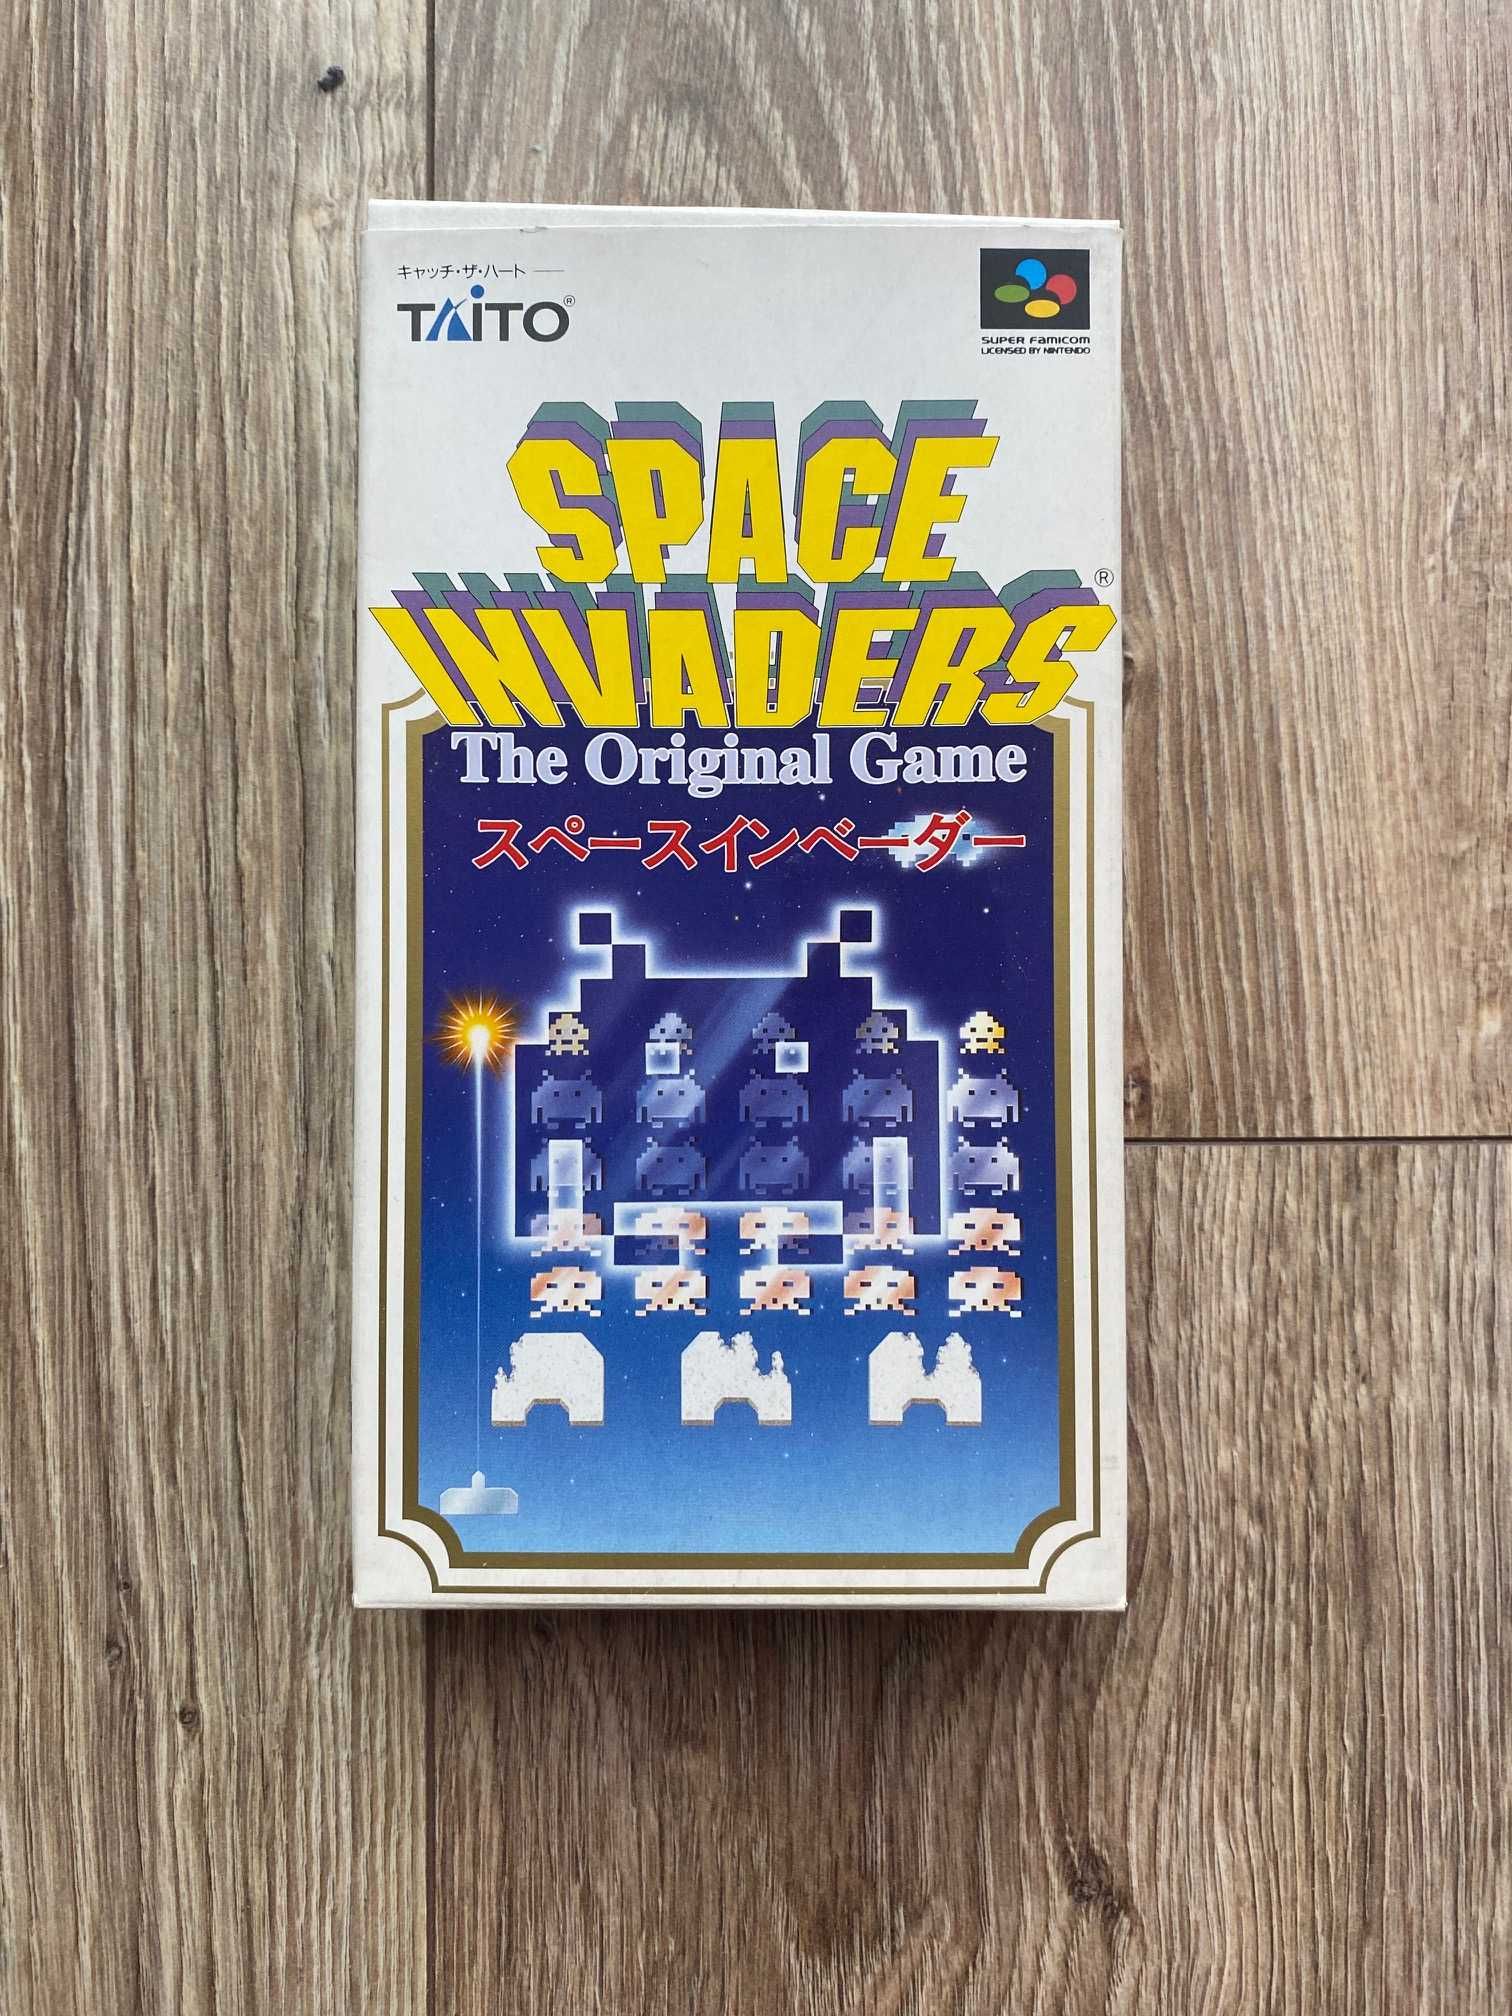 キャッチ・ザ・ハート
TAITO®
SUPER FAMICOM
LICENSED BY NINTENDO
SPACE
INVADERS®
The Original Game
スペースインベーダー